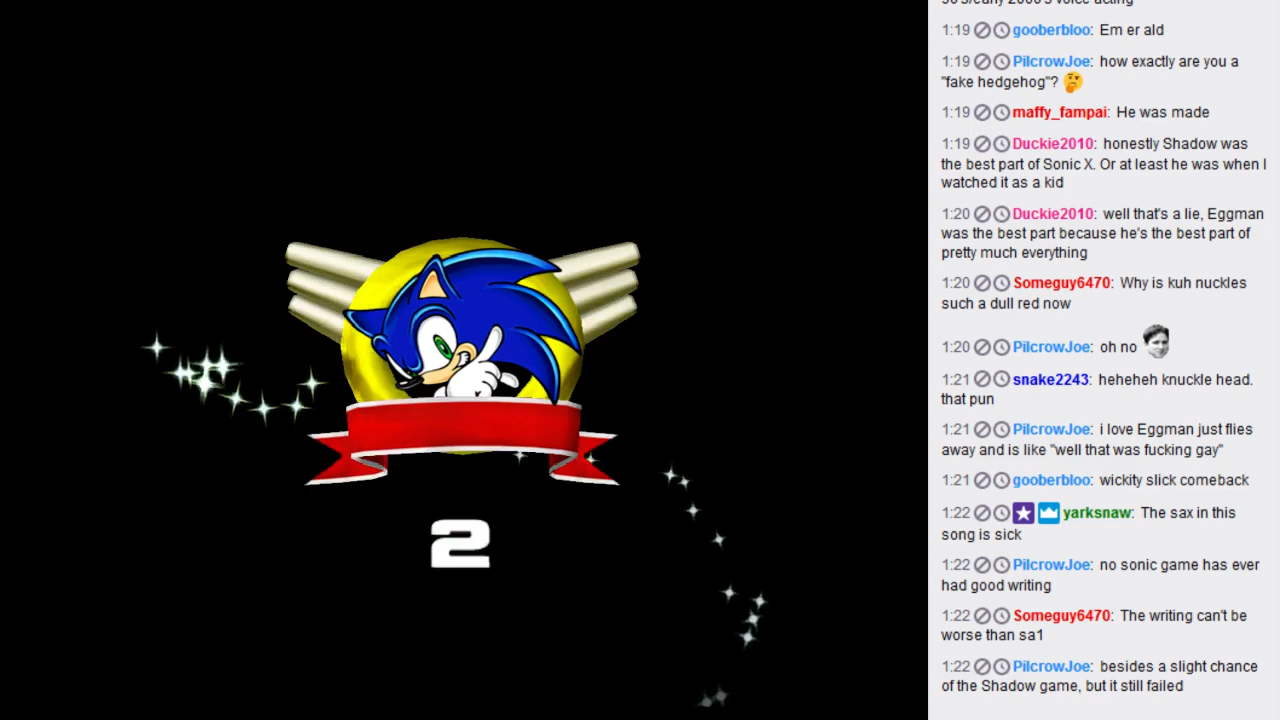 2
1:19 gooberbloo: Em er ald
1:19 PilcrowJoe: how exactly are you a
"fake hedgehog"? 🤔
1:19 maffy_fampai: He was made
1:19 Duckie2010: honestly Shadow was
the best part of Sonic X. Or at least he was when I
watched it as a kid
1:20 Duckie2010: well that's a lie, Eggman
was the best part because he's the best part of
pretty much everything
1:20 Someguy6470: Why is kuh nuckles
such a dull red now
1:20 PilcrowJoe: oh no
1:21 snake2243: heheheh knuckle head.
that pun
1:21 PilcrowJoe: i love Eggman just flies
away and is like "well that was fucking gay"
1:21 gooberbloo: wickity slick comeback
1:22 yarksnaw: The sax in this
song is sick
1:22 PilcrowJoe: no sonic game has ever
had good writing
1:22 Someguy6470: The writing can't be
worse than sa1
1:22 PilcrowJoe: besides a slight chance
of the Shadow game, but it still failed